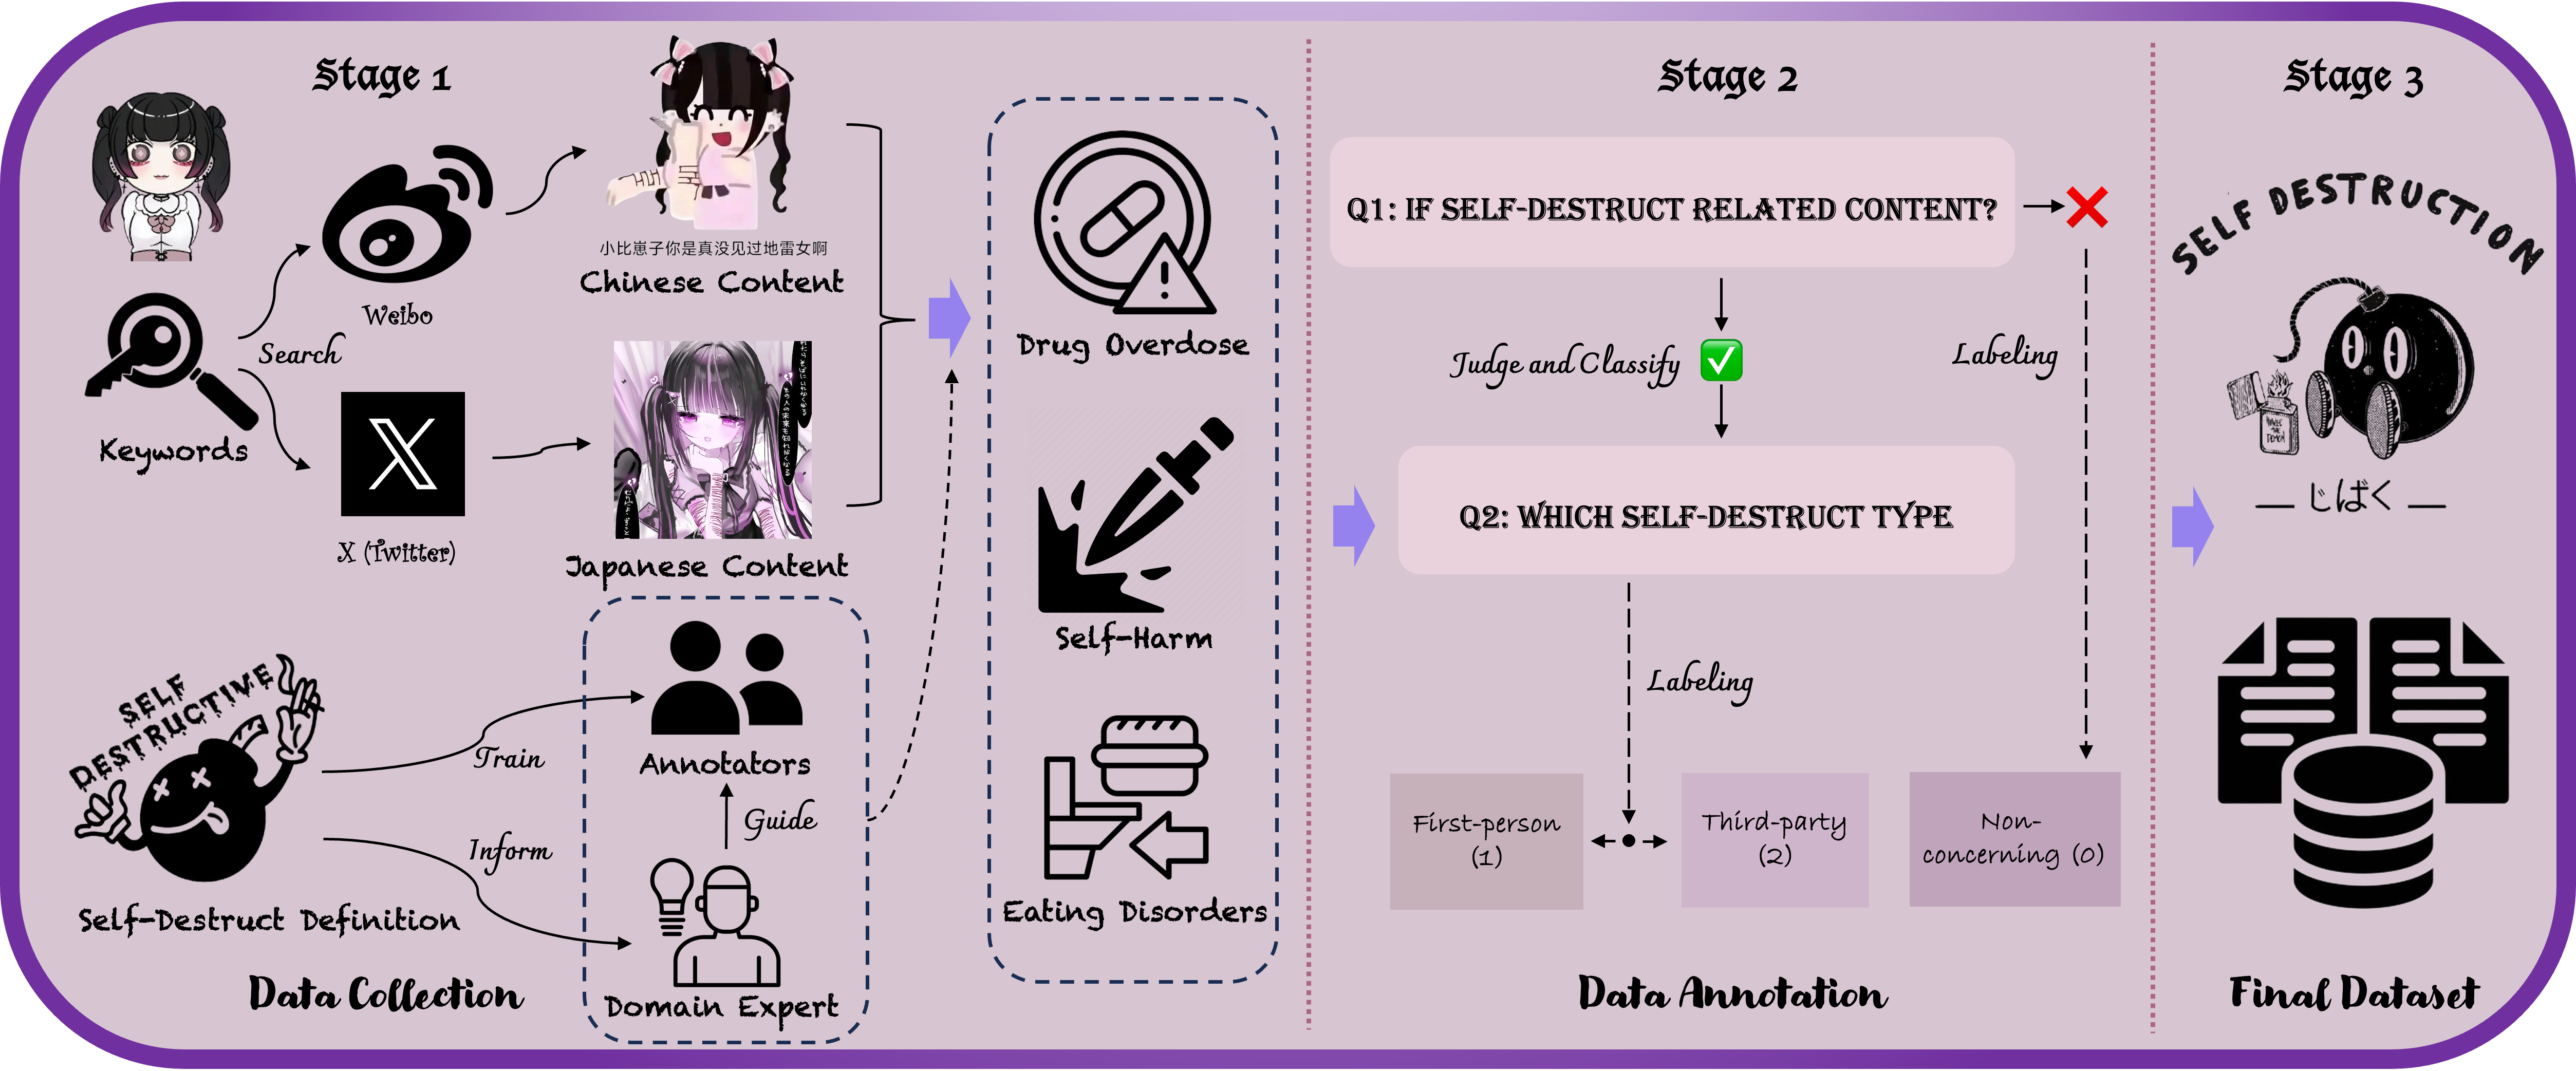 Stage 1
小比崽子你是真没见过地雷女啊
Chinese Content
Weibo
Search
Keywords
X (Twitter)
Japanese Content
Drug Overdose
Self-Harm
Eating Disorders
SELF
DESTRUCTIVE
Self-Destruct Definition
Train
Inform
Annotators
Guide
Domain Expert
Data Collection
Stage 2
Q1: IF SELF-DESTRUCT RELATED CONTENT?
Judge and Classify
Labeling
Q2: WHICH SELF-DESTRUCT TYPE
Labeling
First-person
(1)
Third-party
(2)
Non-
concerning (0)
Data Annotation
Stage 3
SELF DESTRUCTION
じばく
Final Dataset